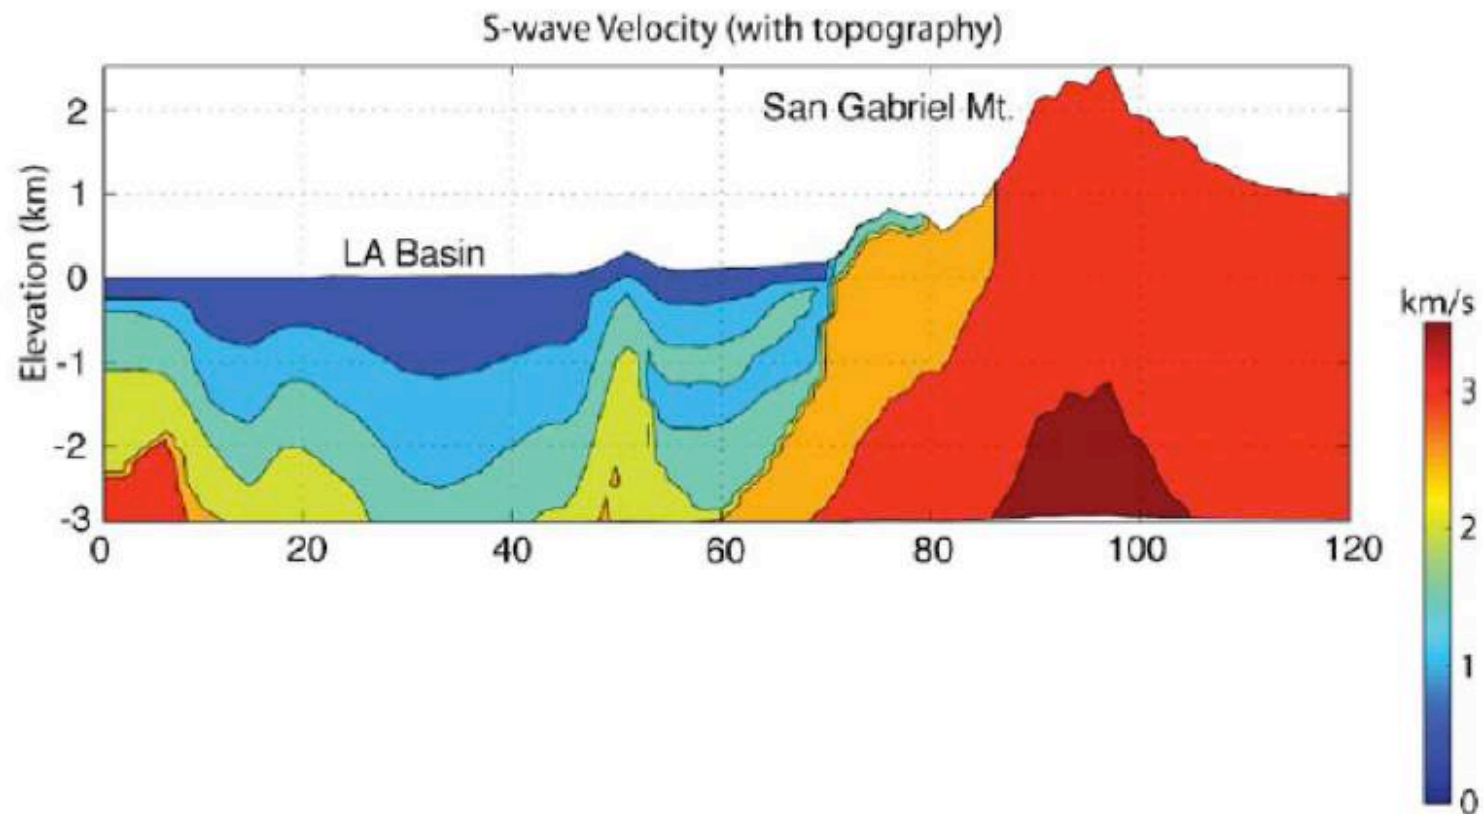 S-wave Velocity (with topography)
2
San Gabriel Mt.
1
LA Basin
0
Elevation (km)
-1
-2
-3
0 20 40 60 80 100 120
km/s
3
2
1
0